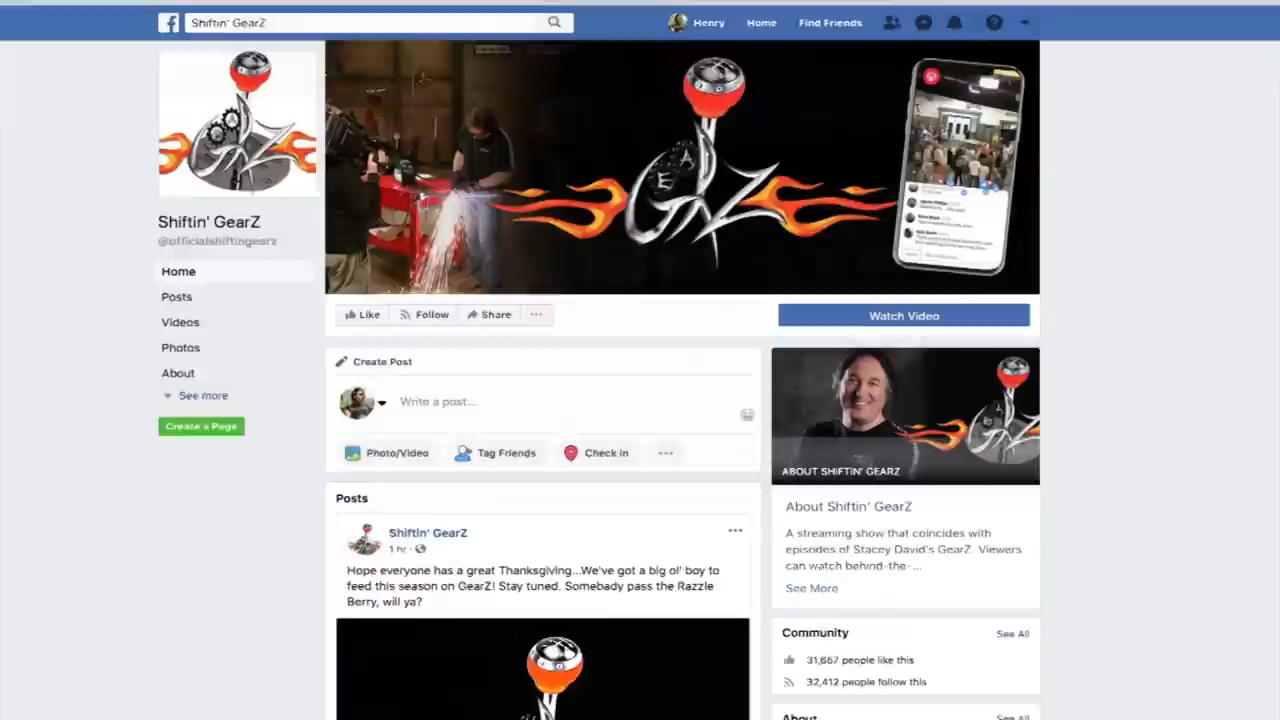 Shiftin' GearZ
Henry
Home
Find Friends
Shiftin' GearZ
@officialshiftingearz
Home
Posts
Videos
Photos
About
See more
Create a Page
GEARZ
Like
Follow
Share
Watch Video
Create Post
Write a post...
Photo/Video
Tag Friends
Check in
Posts
Shiftin' GearZ
1 hr
Hope everyone has a great Thanksgiving...We've got a big ol' boy to
feed this season on GearZ! Stay tuned. Somebody pass the Razzle
Berry, will ya?
ABOUT SHIFTIN' GEARZ
About Shiftin' GearZ
A streaming show that coincides with
episodes of Stacey David's GearZ. Viewers
can watch behind-the-...
See More
Community
See All
31,667 people like this
32,412 people follow this
About
See All